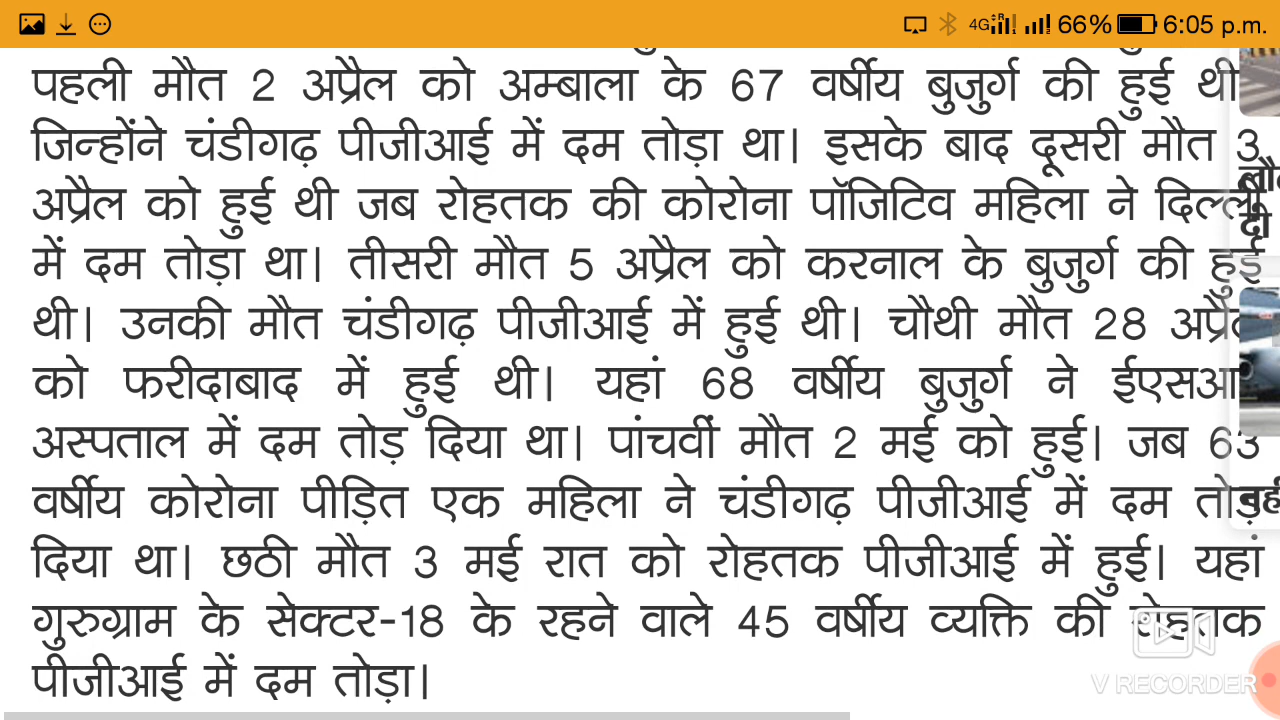 4G R 66% 6:05 p.m.
पहली मौत 2 अप्रैल को अम्बाला के 67 वर्षीय बुजुर्ग की हुई थी
जिन्होंने चंडीगढ़ पीजीआई में दम तोड़ा था। इसके बाद दूसरी मौत 3
अप्रैल को हुई थी जब रोहतक की कोरोना पॉजिटिव महिला ने दिल्ली
में दम तोड़ा था। तीसरी मौत 5 अप्रैल को करनाल के बुजुर्ग की हुई
थी। उनकी मौत चंडीगढ़ पीजीआई में हुई थी। चौथी मौत 28 अप्रैल
को फरीदाबाद में हुई थी। यहां 68 वर्षीय बुजुर्ग ने
अस्पताल में दम तोड़ दिया था। पांचवीं मौत 2 मई को हुई। जब 63
वर्षीय कोरोना पीड़ित एक महिला ने चंडीगढ़ पीजीआई में दम तोड़
दिया था। छठी मौत 3 मई रात को रोहतक पीजीआई में हुई। यहां
गुरुग्राम के सेक्टर-18 के रहने वाले 45 वर्षीय व्यक्ति की रोहतक
पीजीआई में दम तोड़ा।
V RECORDER